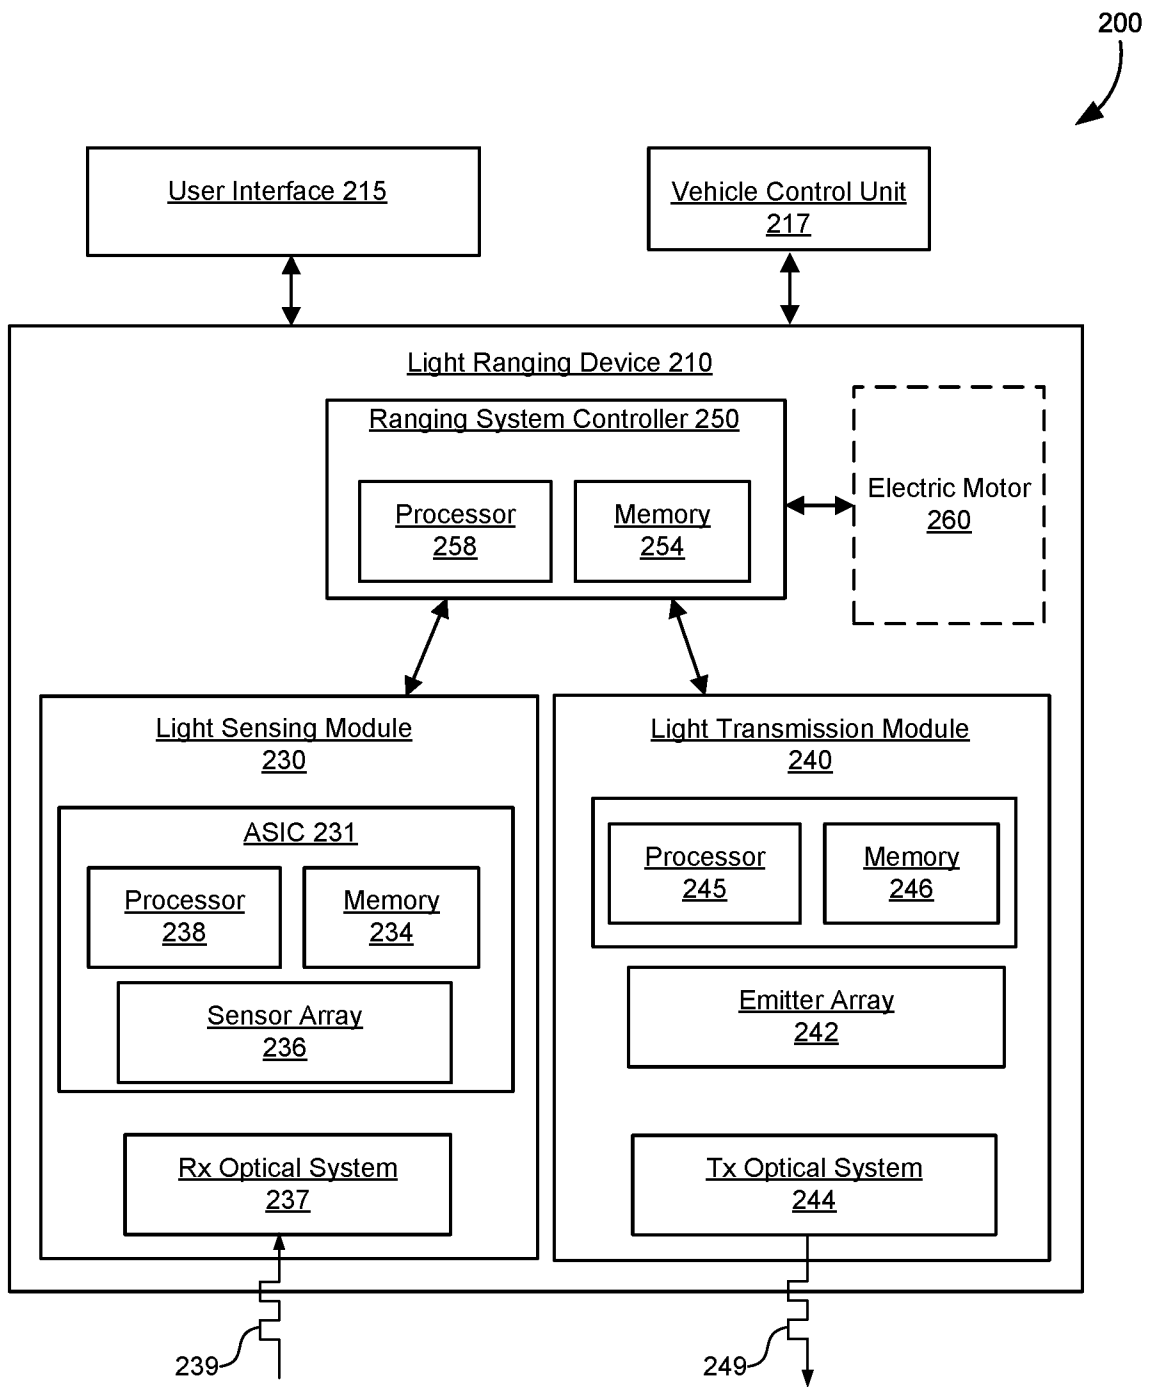 200
User Interface 215
Vehicle Control Unit
217
Light Ranging Device 210
Ranging System Controller 250
Processor
258
Memory
254
Electric Motor
260
Light Sensing Module
230
ASIC 231
Processor
238
Memory
234
Sensor Array
236
Rx Optical System
237
Light Transmission Module
240
Processor
245
Memory
246
Emitter Array
242
Tx Optical System
244
239
249